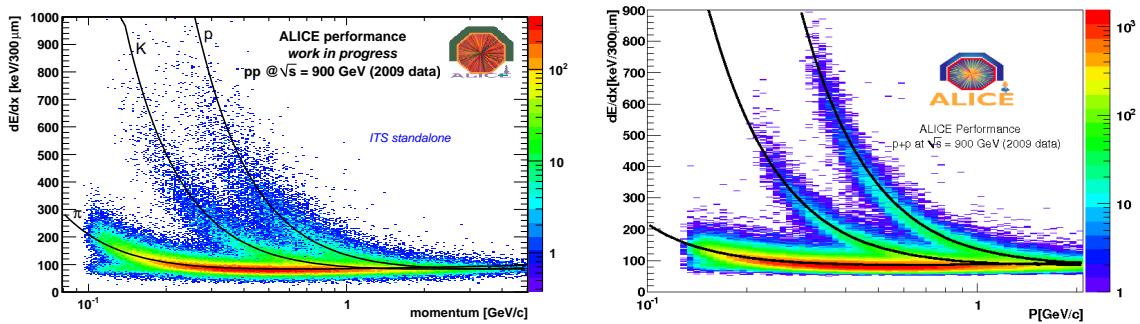 1000
900
800
700
600
500
400
300
200
100
0
dE/dx [keV/300μm]
K
p
π
ALICE performance
work in progress
pp @√s = 900 GeV (2009 data)
ALICE
ITS standalone
10⁻¹
1
momentum [GeV/c]
10²
10
1
900
800
700
600
500
400
300
200
100
0
dE/dx[keV/300μm]
ALICE
ALICE Performance
p+p at √s = 900 GeV (2009 data)
10⁻¹
1
P[GeV/c]
10³
10²
10
1